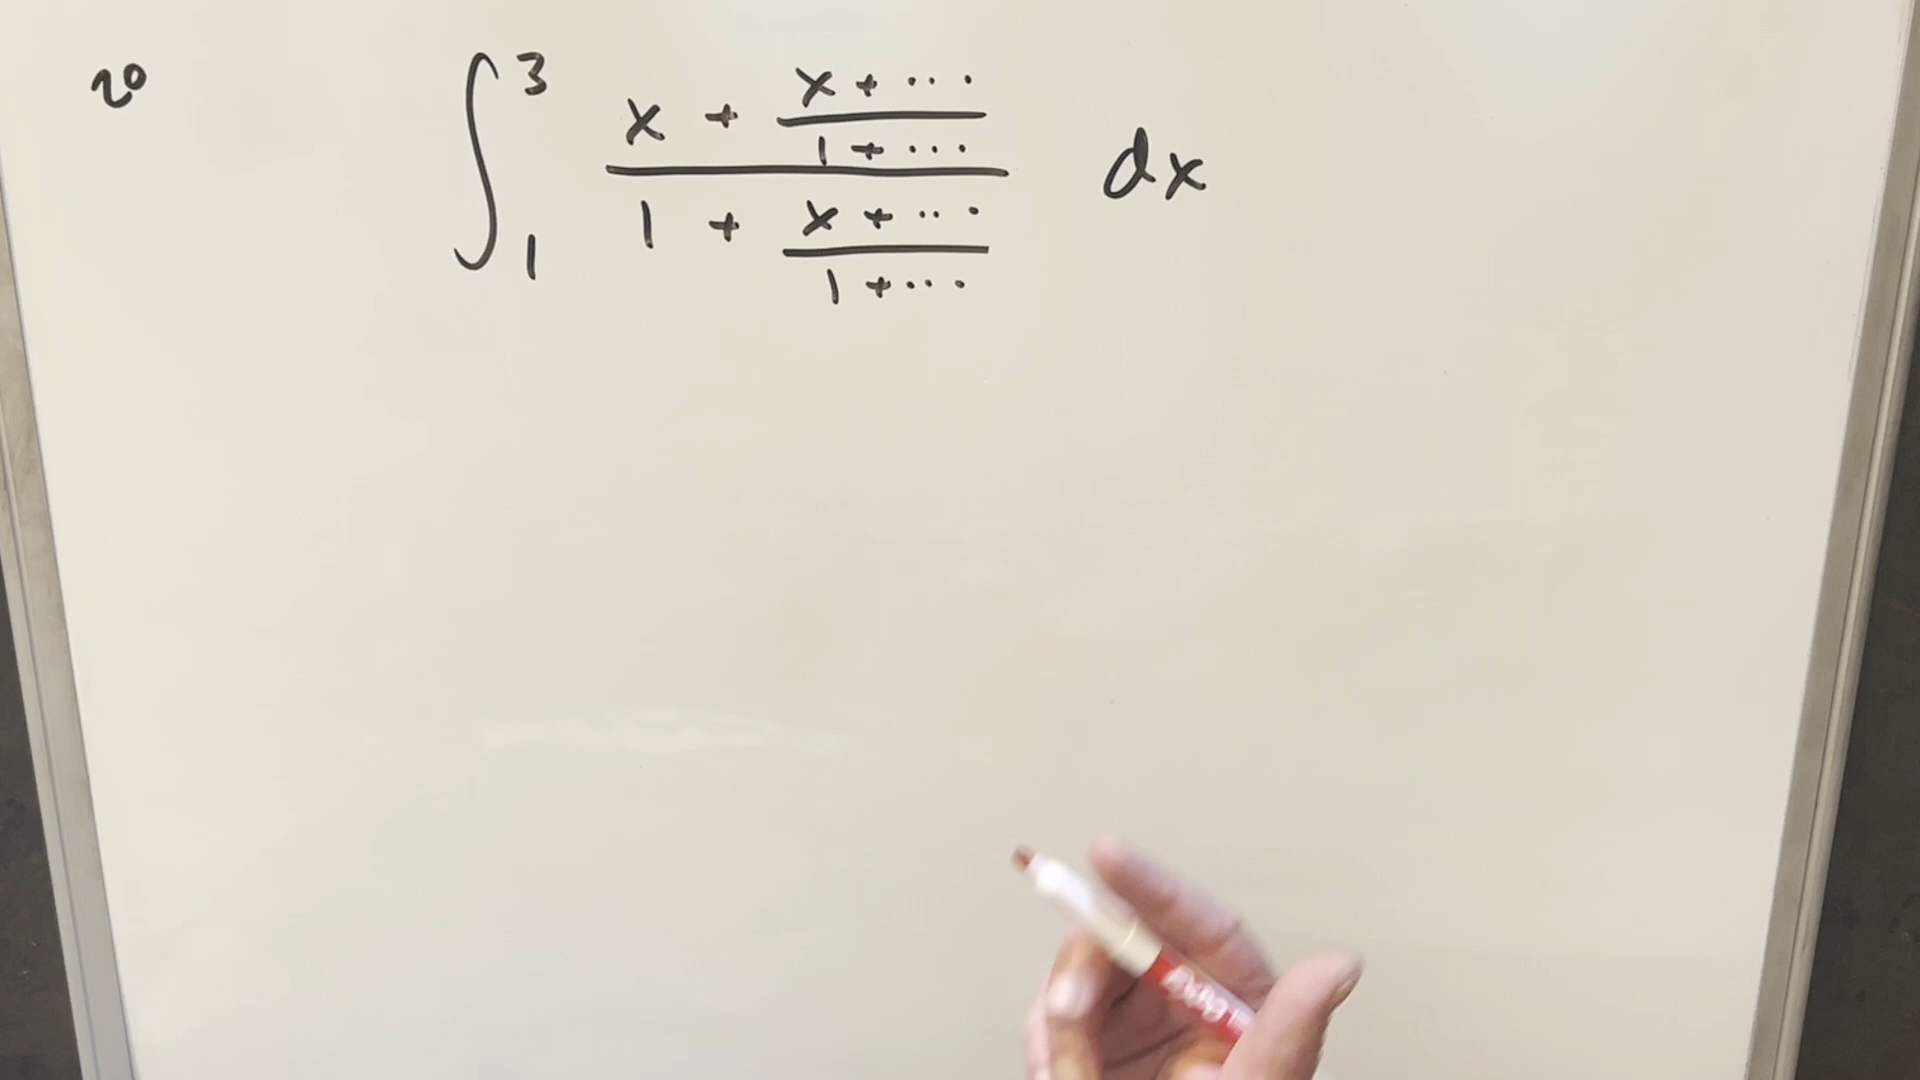 20
∫₁³ (x + (x + ···)/(1 + ···))/(1 + (x + ···)/(1 + ···)) dx